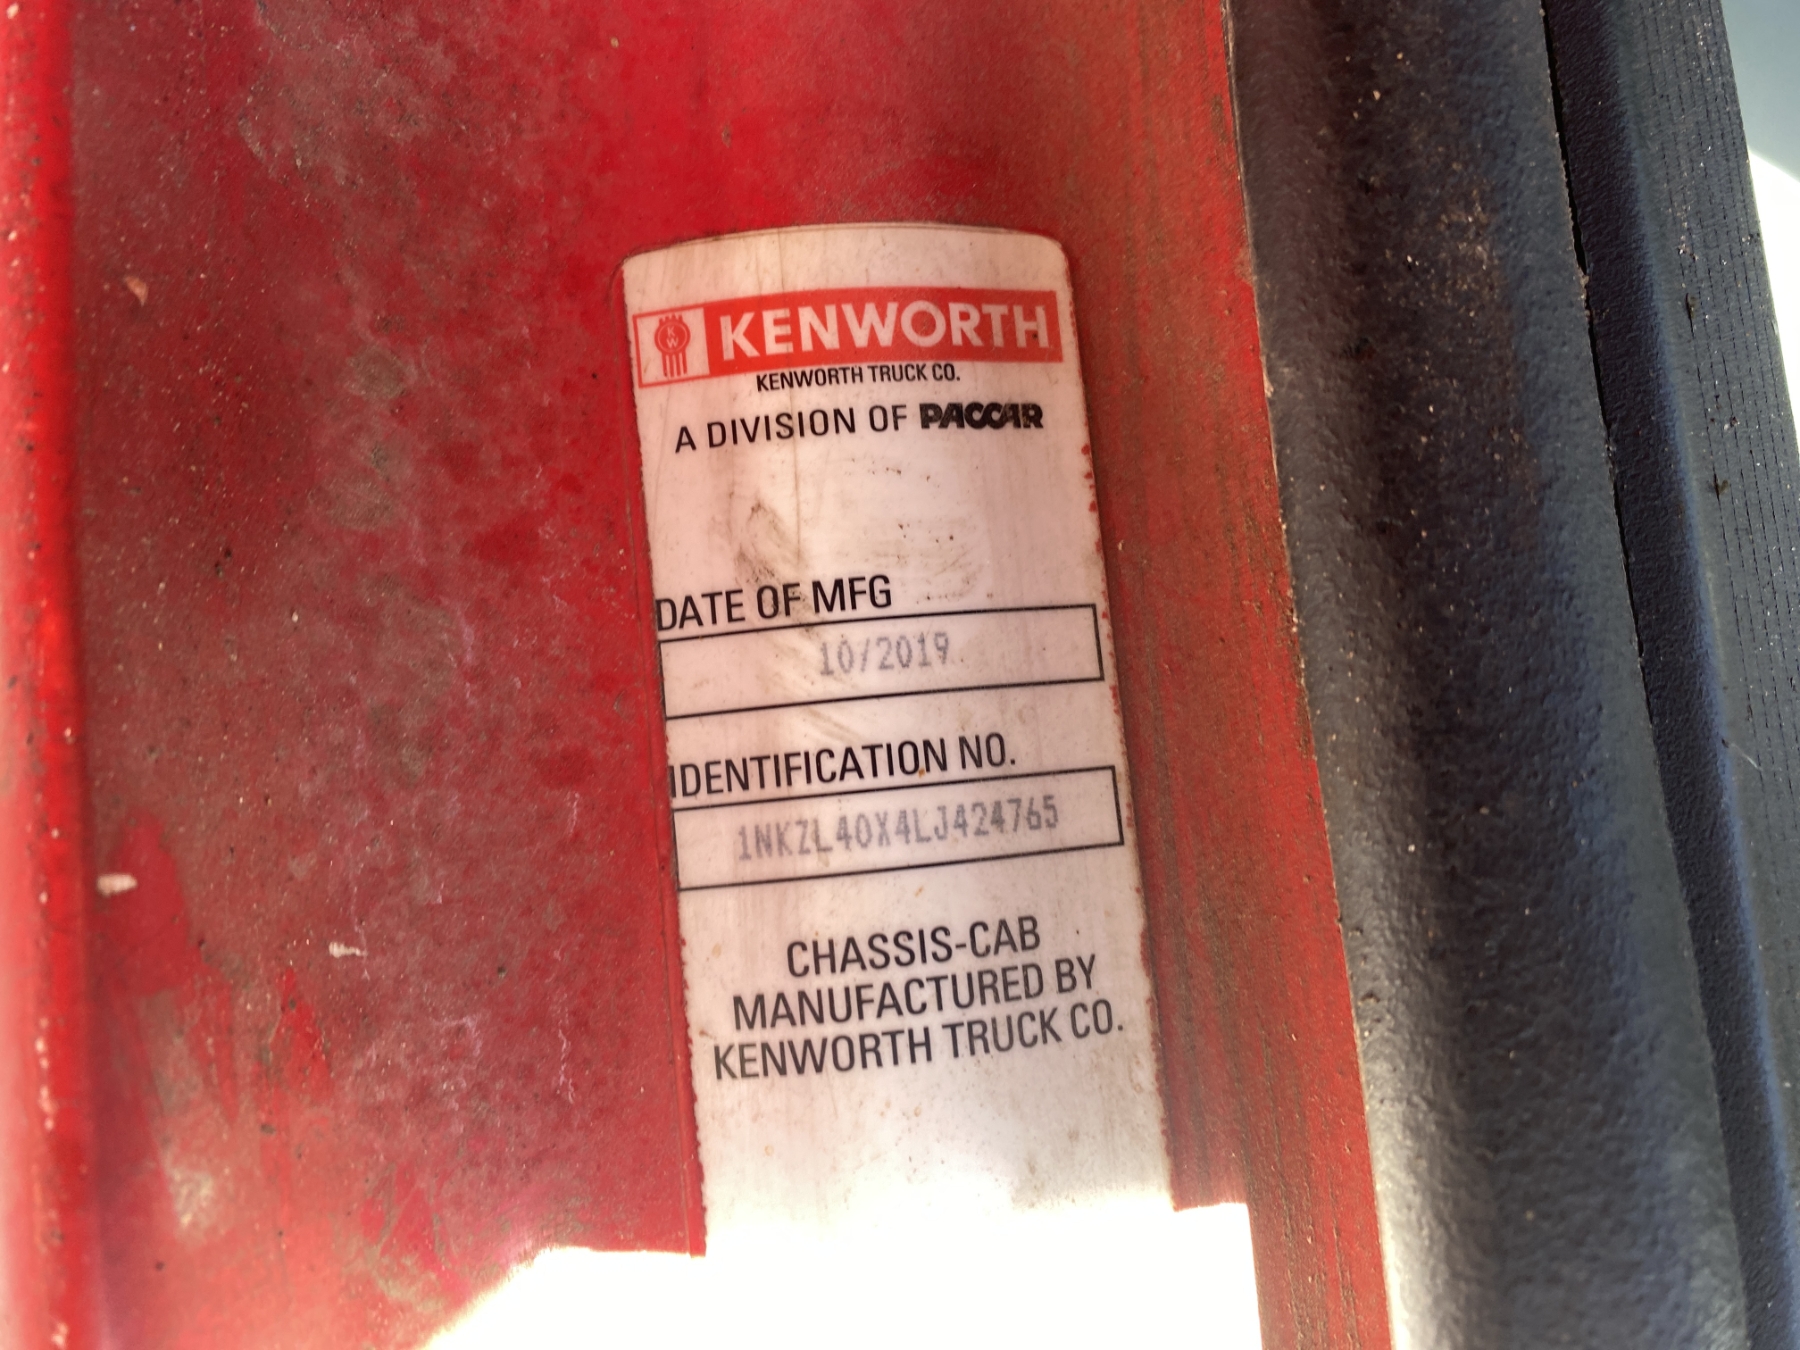 KW KENWORTH
KENWORTH TRUCK CO.
A DIVISION OF PACCAR
DATE OF MFG
10/2019
IDENTIFICATION NO.
1NKZL40X4LJ424765
CHASSIS-CAB
MANUFACTURED BY
KENWORTH TRUCK CO.